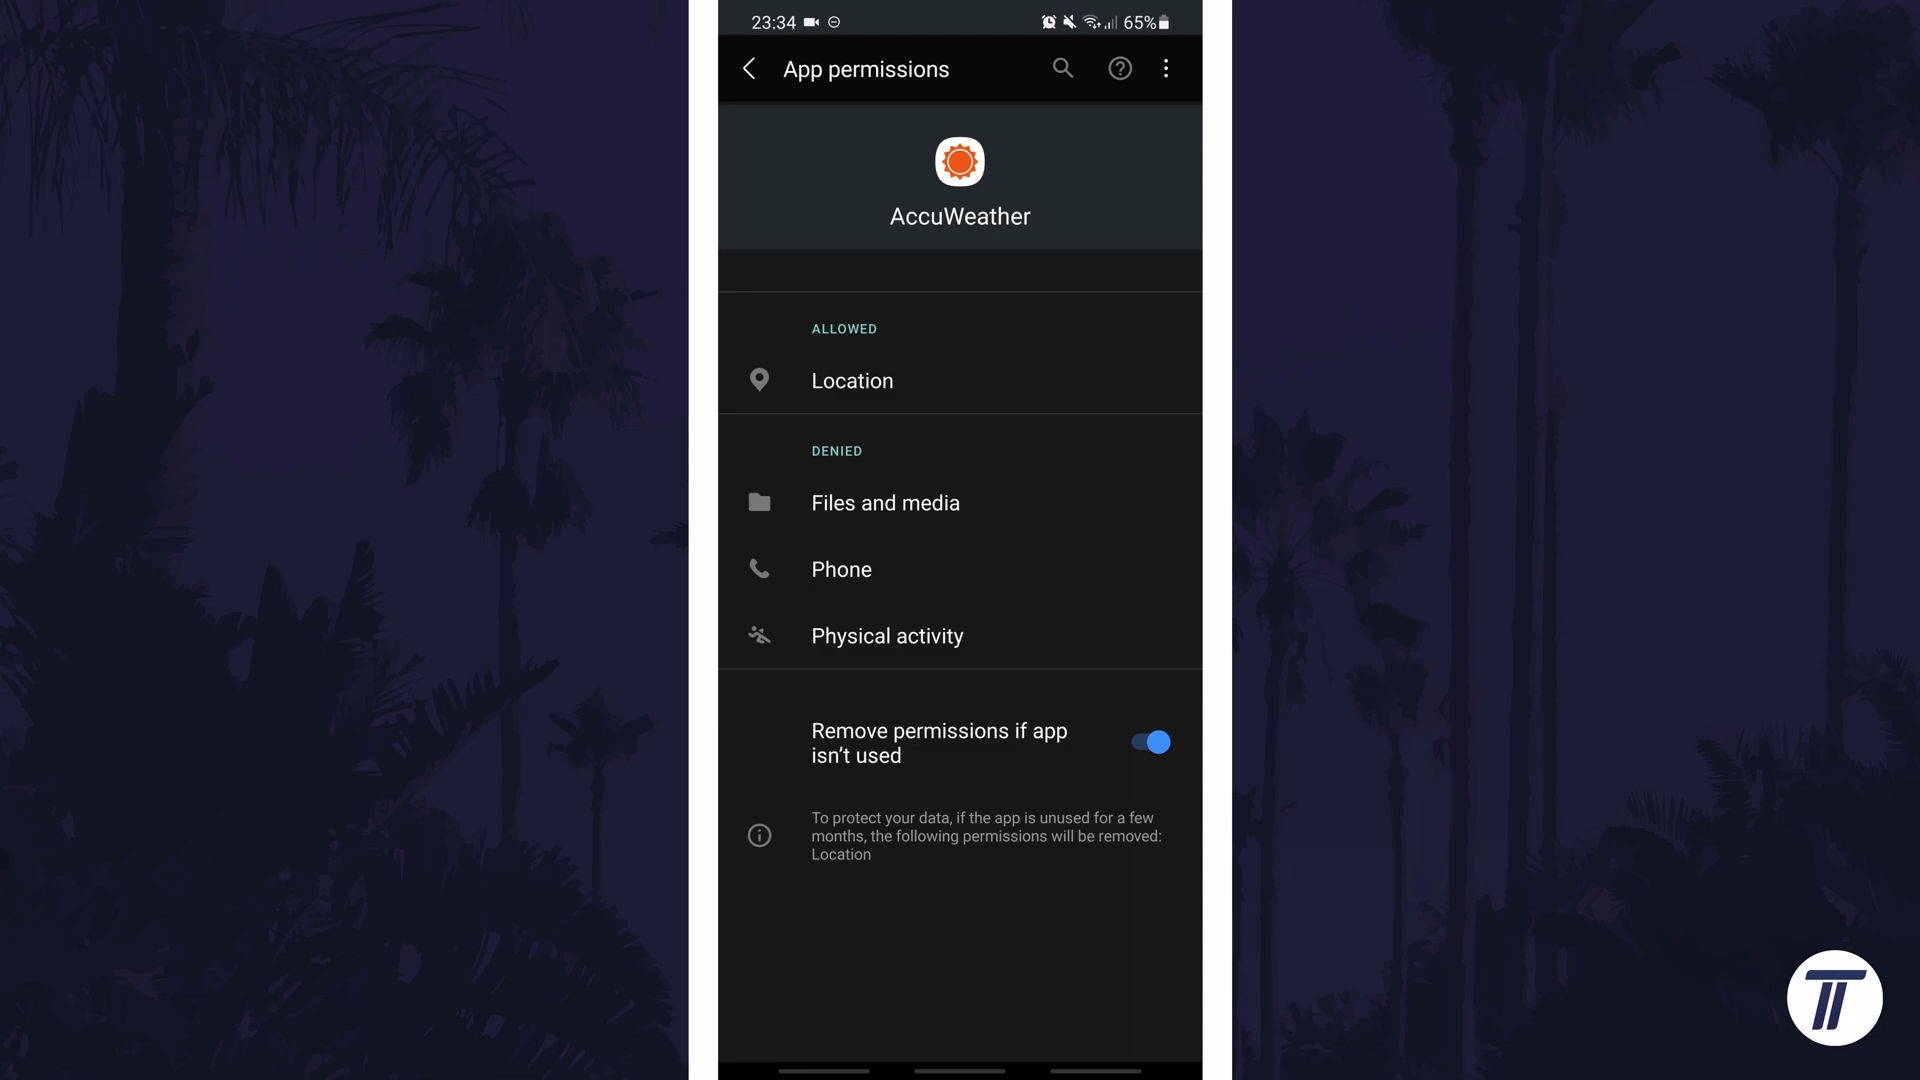 23:34
65%
App permissions
AccuWeather
ALLOWED
Location
DENIED
Files and media
Phone
Physical activity
Remove permissions if app
isn't used
To protect your data, if the app is unused for a few
months, the following permissions will be removed:
Location